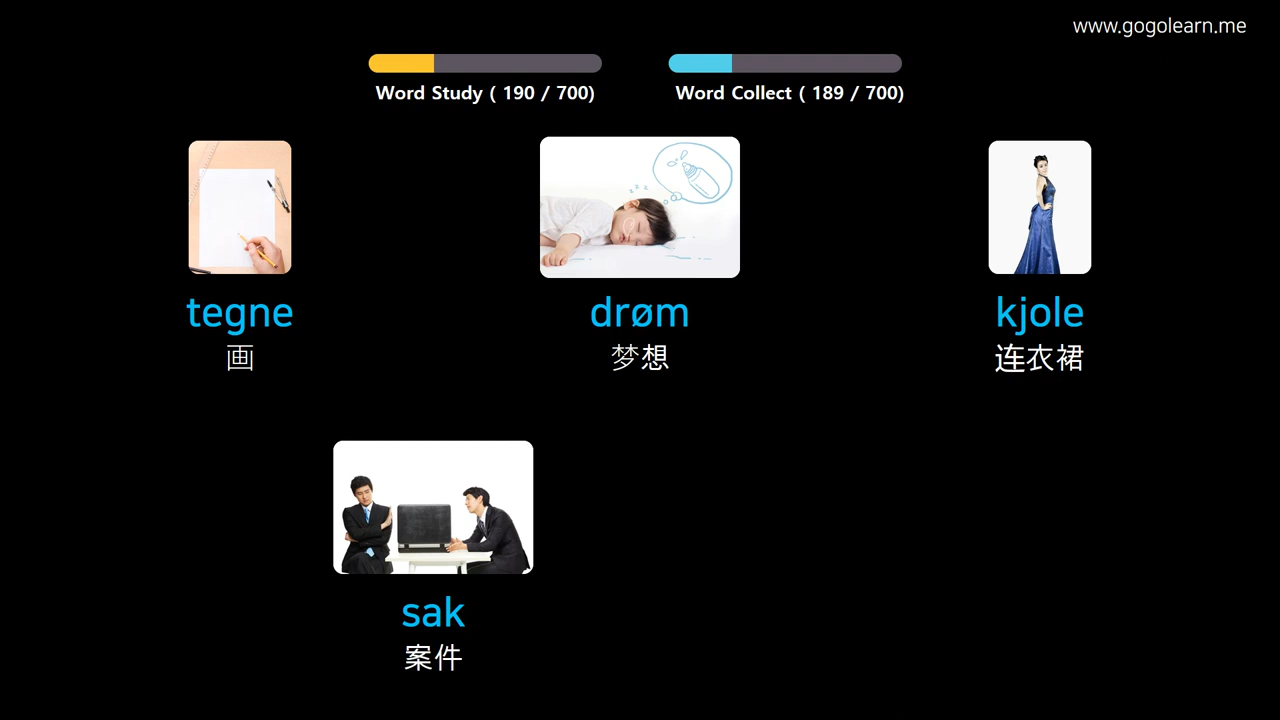 www.gogolearn.me
Word Study ( 190 / 700)
Word Collect ( 189 / 700)
tegne
画
drøm
梦想
kjole
连衣裙
sak
案件